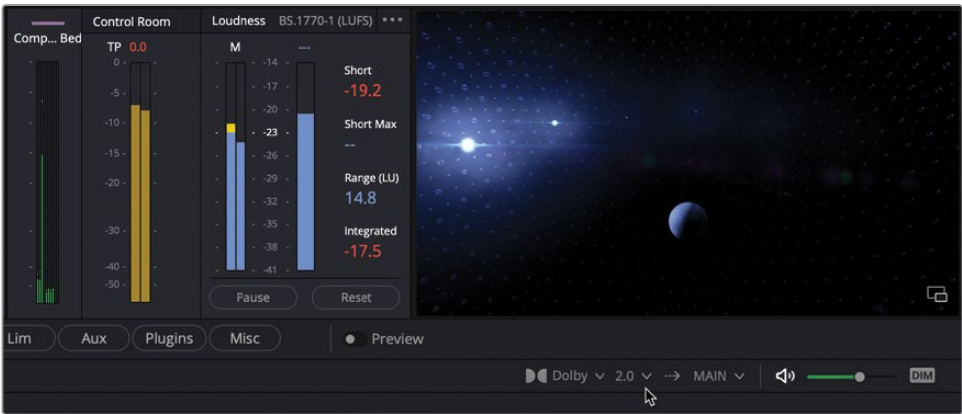 Control Room
Loudness BS.1770-1 (LUFS) •••
Comp... Bed
TP 0.0
M ---
0
-5
-10
-15
-20
-30
-40
-50
-14
-17
-20
-23
-26
-29
-32
-35
-38
-41
Short
-19.2
Short Max
--
Range (LU)
14.8
Integrated
-17.5
Pause
Reset
Lim
Aux
Plugins
Misc
Preview
Dolby
2.0
MAIN
DIM